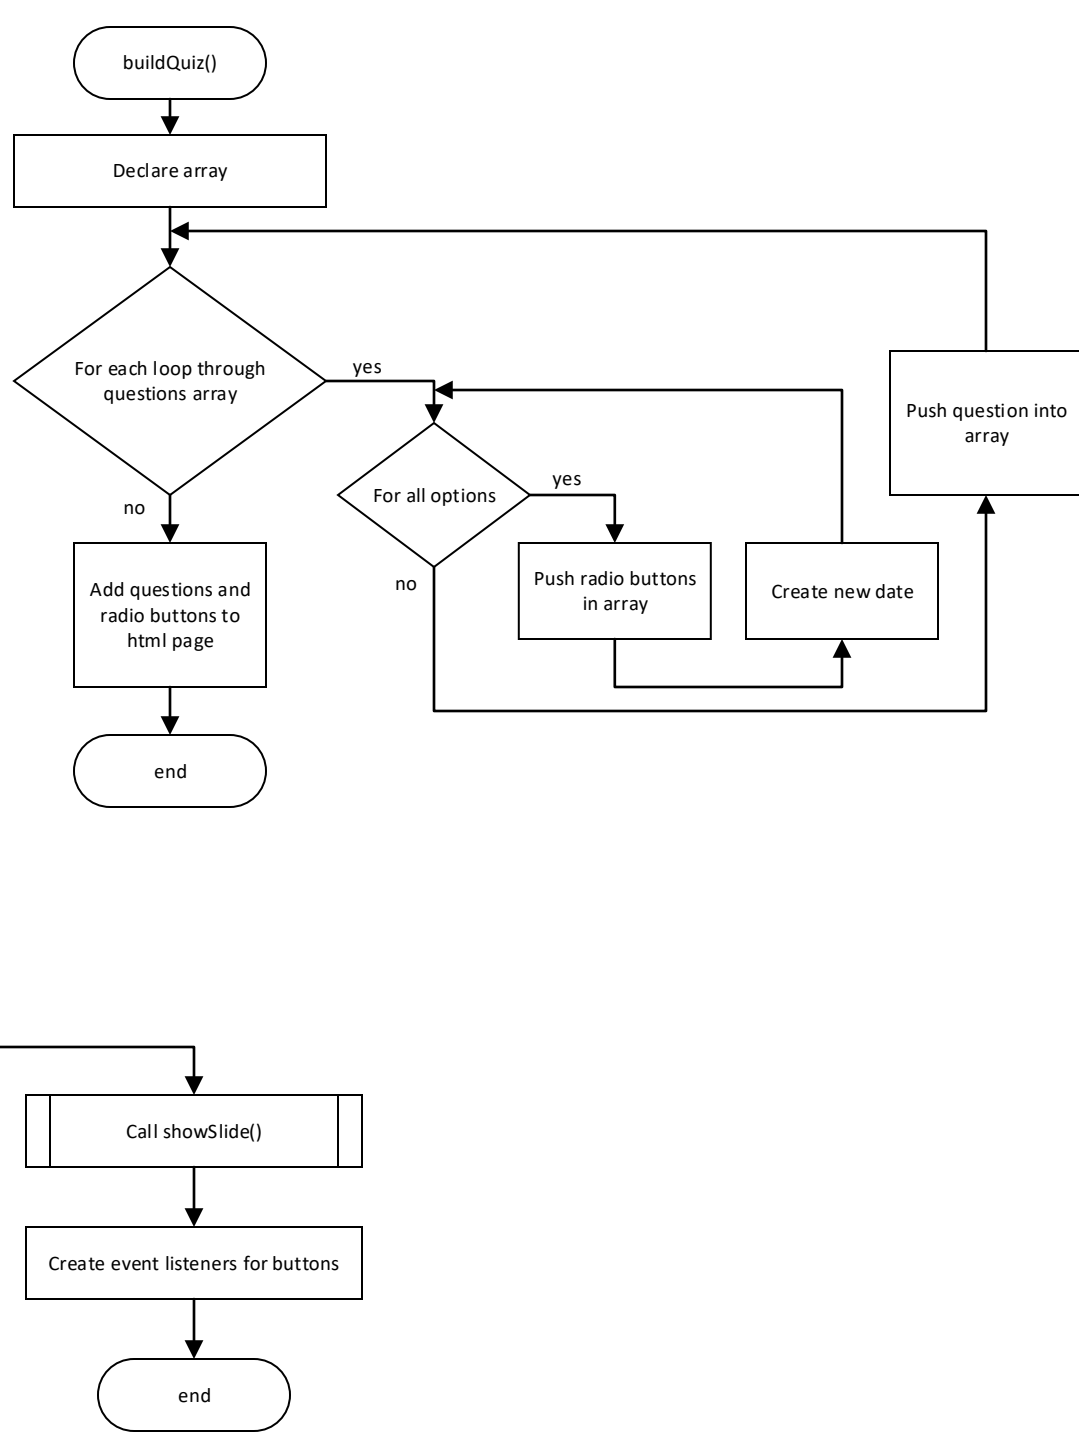 buildQuiz()
Declare array
For each loop through
questions array
yes
no
For all options
yes
no
Push question into
array
Push radio buttons
in array
Create new date
Add questions and
radio buttons to
html page
end
Call showSlide()
Create event listeners for buttons
end